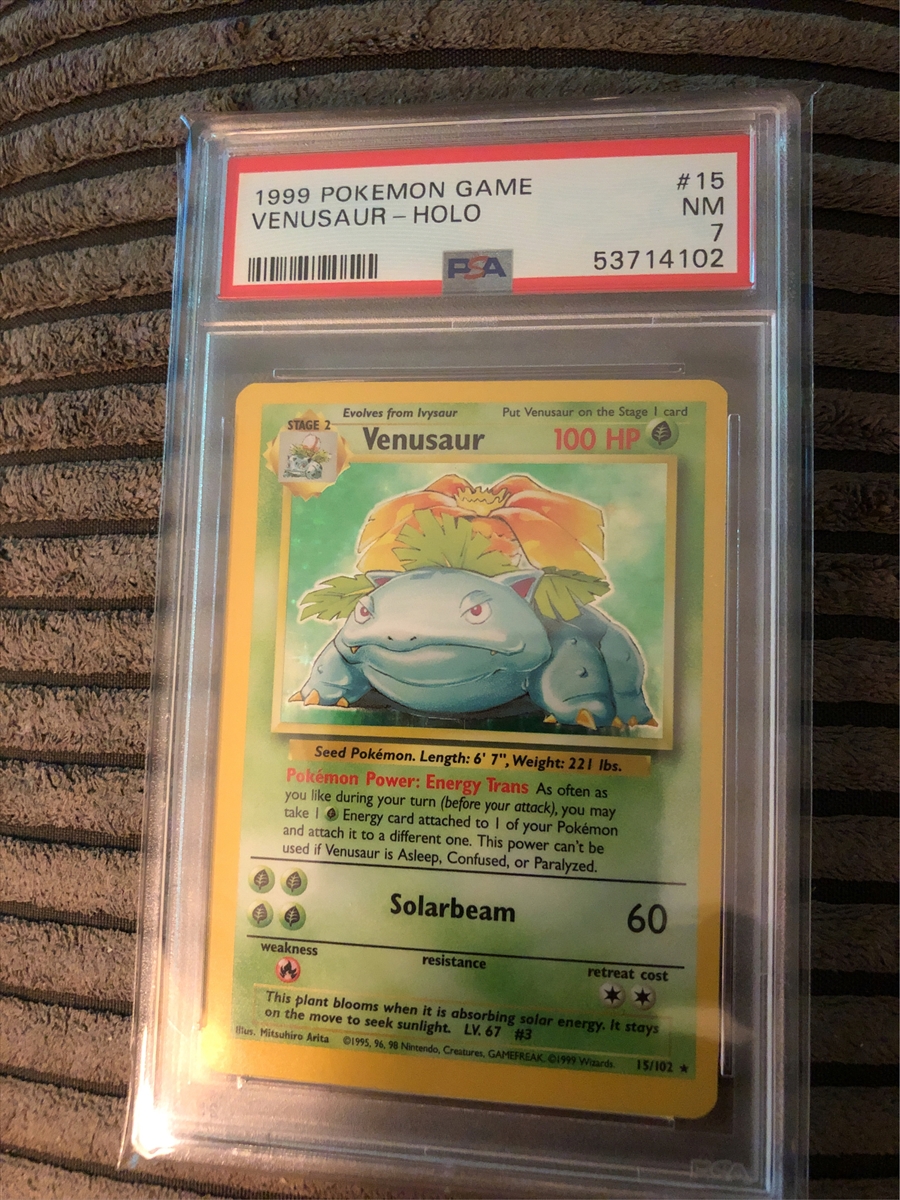 1999 POKEMON GAME #15
VENUSAUR – HOLO NM
7
PSA 53714102
Evolves from Ivysaur Put Venusaur on the Stage 1 card
STAGE 2 Venusaur 100 HP
Seed Pokémon. Length: 6' 7", Weight: 221 lbs.
Pokémon Power: Energy Trans As often as
you like during your turn (before your attack), you may
take 1 Energy card attached to 1 of your Pokémon
and attach it to a different one. This power can't be
used if Venusaur is Asleep, Confused, or Paralyzed.
Solarbeam 60
weakness resistance retreat cost
This plant blooms when it is absorbing solar energy. It stays
on the move to seek sunlight. LV. 67 #3
Illus. Mitsuhiro Arita ©1995, 96, 98 Nintendo, Creatures, GAMEFREAK. ©1999 Wizards. 15/102 ★
PSA